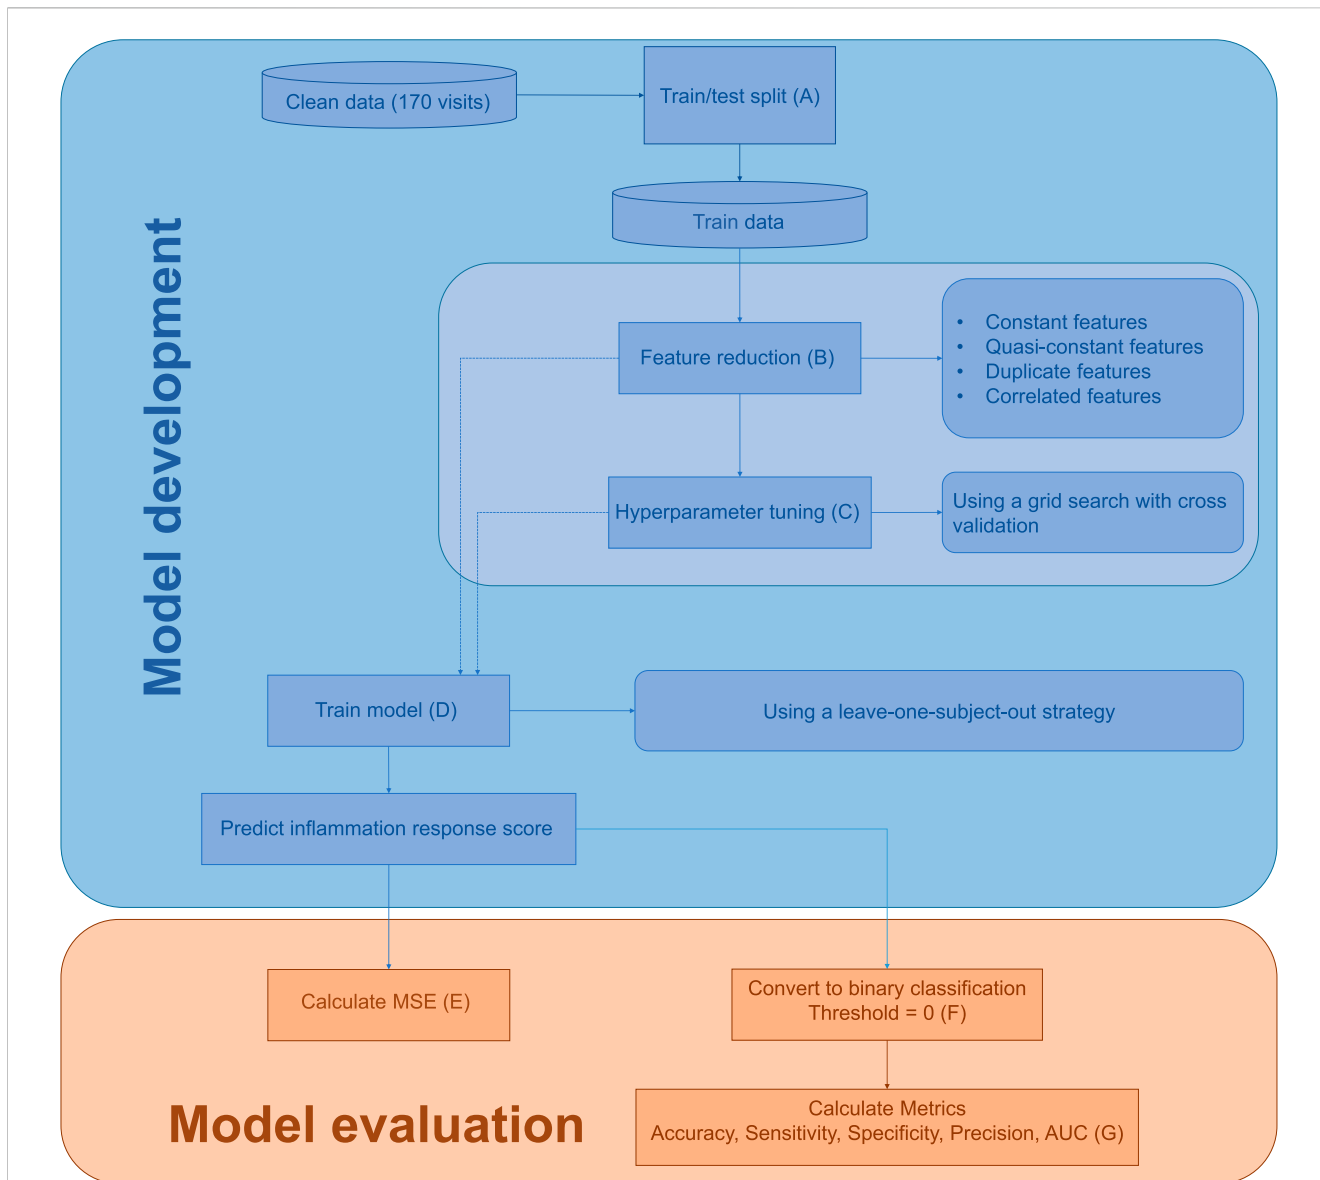 Model development
Clean data (170 visits)
Train/test split (A)
Train data
Feature reduction (B)
• Constant features
• Quasi-constant features
• Duplicate features
• Correlated features
Hyperparameter tuning (C)
Using a grid search with cross
validation
Train model (D)
Using a leave-one-subject-out strategy
Predict inflammation response score
Calculate MSE (E)
Convert to binary classification
Threshold = 0 (F)
Calculate Metrics
Accuracy, Sensitivity, Specificity, Precision, AUC (G)
Model evaluation